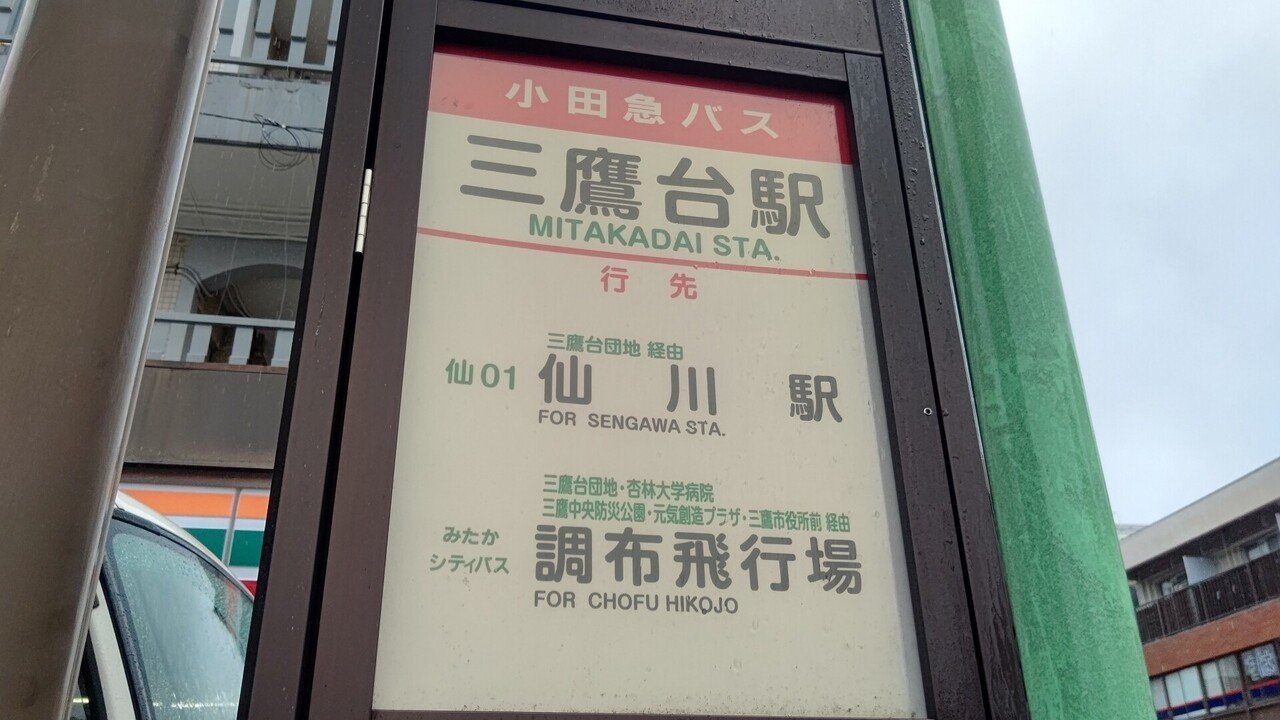 小田急バス
三鷹台駅
MITAKADAI STA.
行先
三鷹台団地 経由
仙01 仙川駅
FOR SENGAWA STA.
三鷹台団地・杏林大学病院
三鷹中央防災公園・元気創造プラザ・三鷹市役所前 経由
みたか
シティバス
調布飛行場
FOR CHOFU HIKOJO